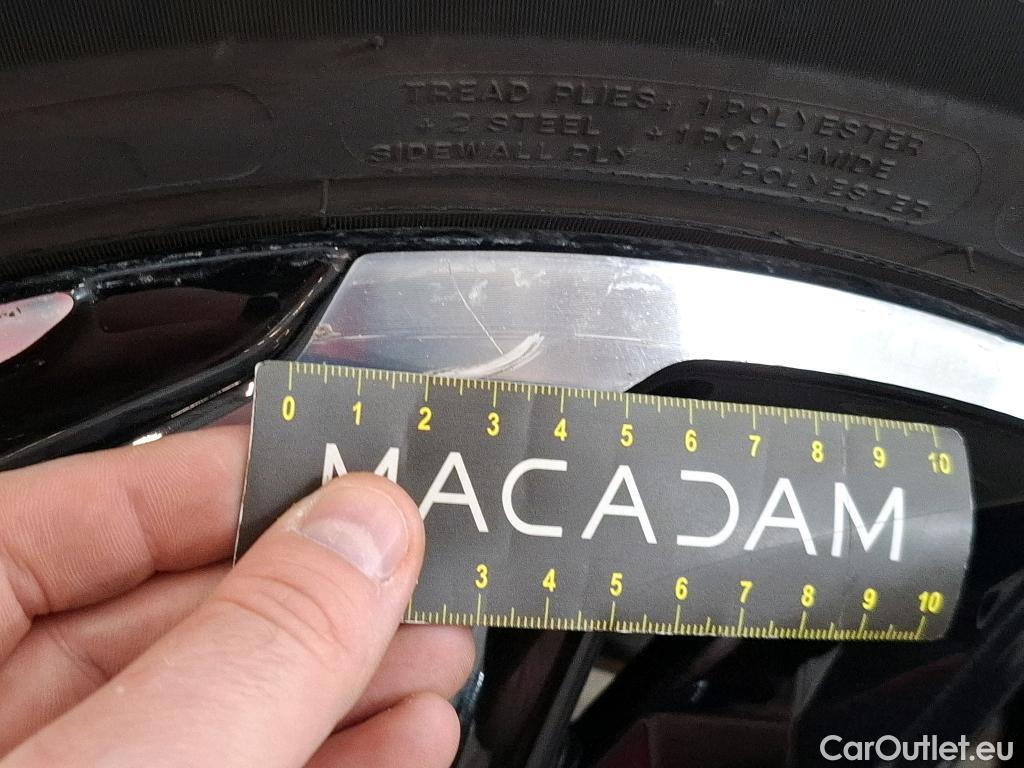 TREAD PLIES: 1 POLYESTER
+ 2 STEEL + 1 POLYAMIDE
SIDEWALL PLY : 1 POLYESTER
0 1 2 3 4 5 6 7 8 9 10
MACADAM
3 4 5 6 7 8 9 10
CarOutlet.eu